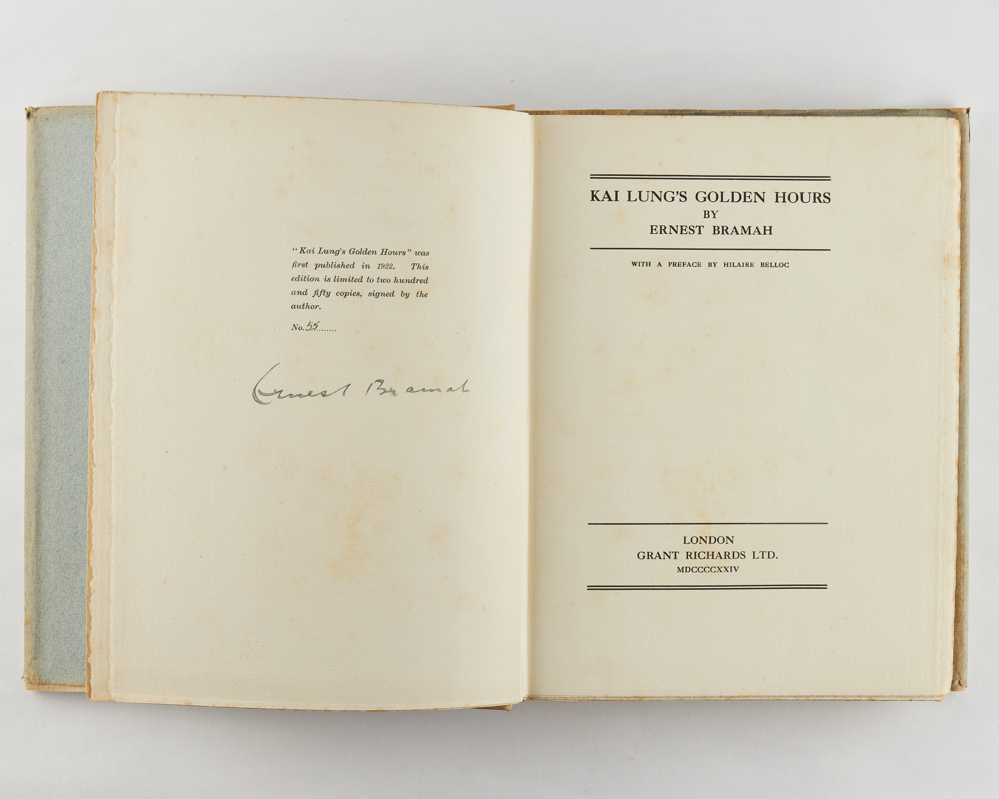 "Kai Lung's Golden Hours" was
first published in 1922. This
edition is limited to two hundred
and fifty copies, signed by the
author.
No. 55.......
Ernest Bramah
KAI LUNG'S GOLDEN HOURS
BY
ERNEST BRAMAH
WITH A PREFACE BY HILAIRE BELLOC
LONDON
GRANT RICHARDS LTD.
MDCCCCXXIV